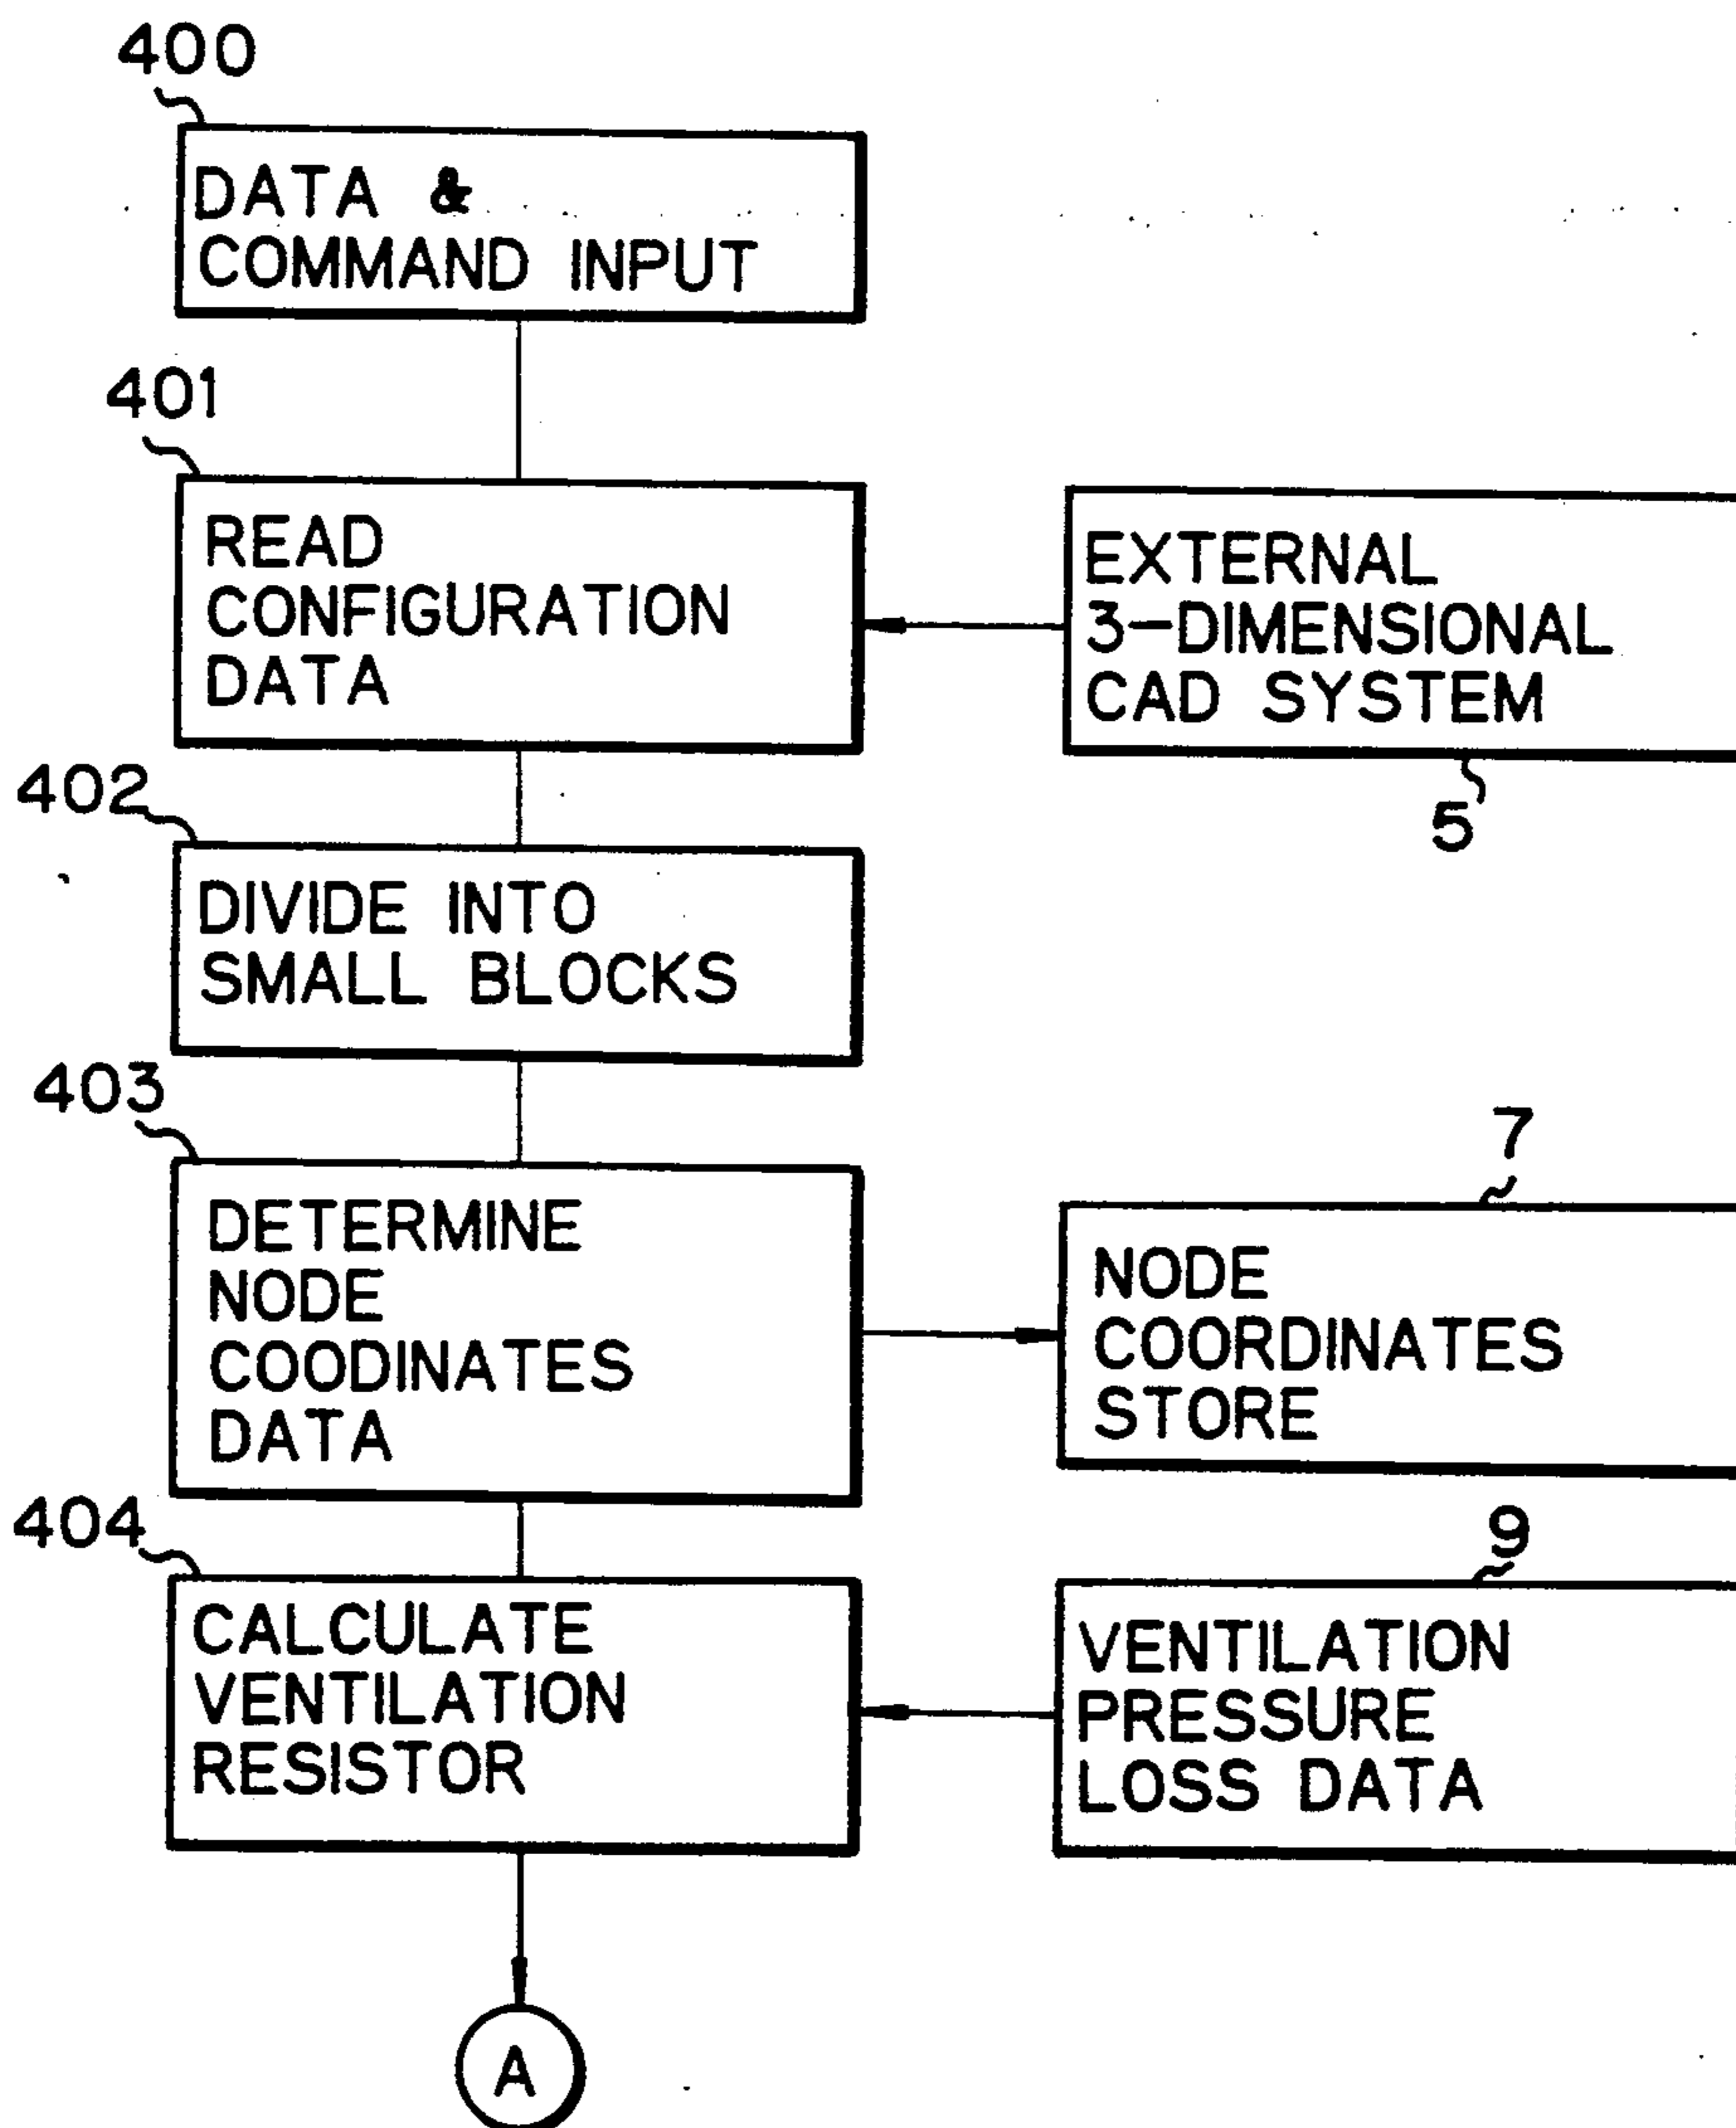 400
DATA &
COMMAND INPUT
401
READ
CONFIGURATION
DATA
EXTERNAL
3-DIMENSIONAL
CAD SYSTEM
5
402
DIVIDE INTO
SMALL BLOCKS
403
DETERMINE
NODE
COODINATES
DATA
7
NODE
COORDINATES
STORE
404
CALCULATE
VENTILATION
RESISTOR
9
VENTILATION
PRESSURE
LOSS DATA
A